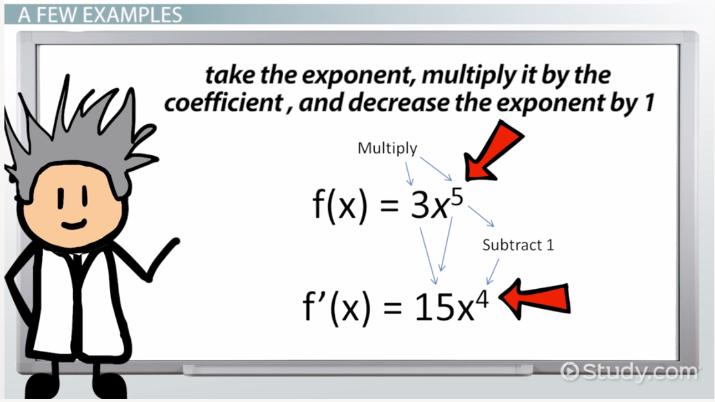 A FEW EXAMPLES
take the exponent, multiply it by the
coefficient , and decrease the exponent by 1
Multiply
f(x) = 3x⁵
Subtract 1
f’(x) = 15x⁴
Study.com